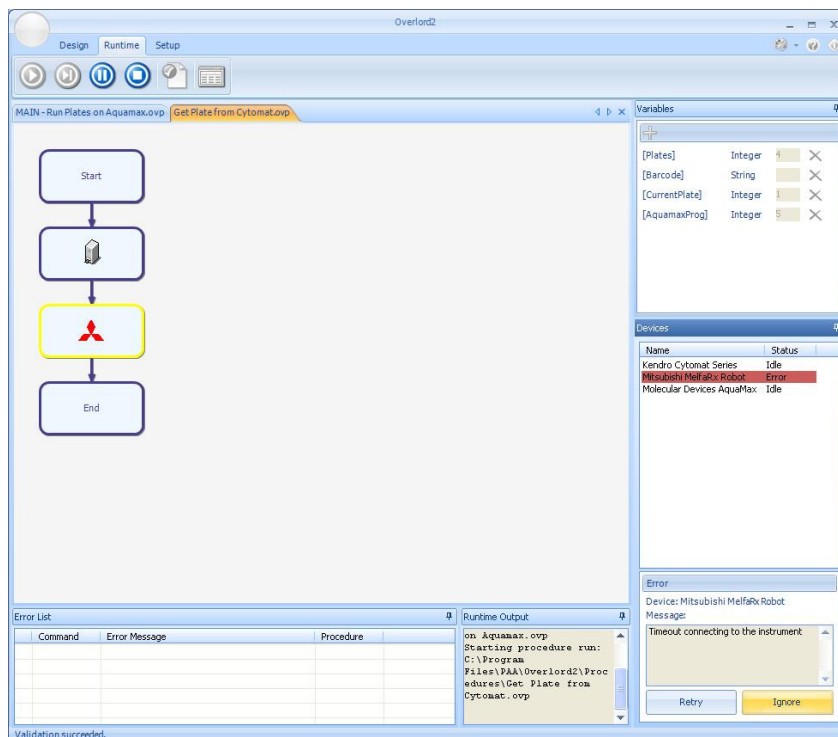 Overlord2
Design Runtime Setup
MAIN - Run Plates on Aquamax.ovp Get Plate from Cytomat.ovp
Start
End
Variables
[Plates] Integer 4
[Barcode] String
[CurrentPlate] Integer 1
[AquamaxProg] Integer 5
Devices
Name Status
Kendro Cytomat Series Idle
Mitsubishi MelfaRx Robot Error
Molecular Devices AquaMax Idle
Error
Device: Mitsubishi MelfaRx Robot
Message:
Timeout connecting to the instrument
Retry Ignore
Error List
Command Error Message Procedure
Runtime Output
on Aquamax.ovp
Starting procedure run:
C:\Program
Files\PAA\Overlord2\Proc
edures\Get Plate from
Cytomat.ovp
Validation succeeded.